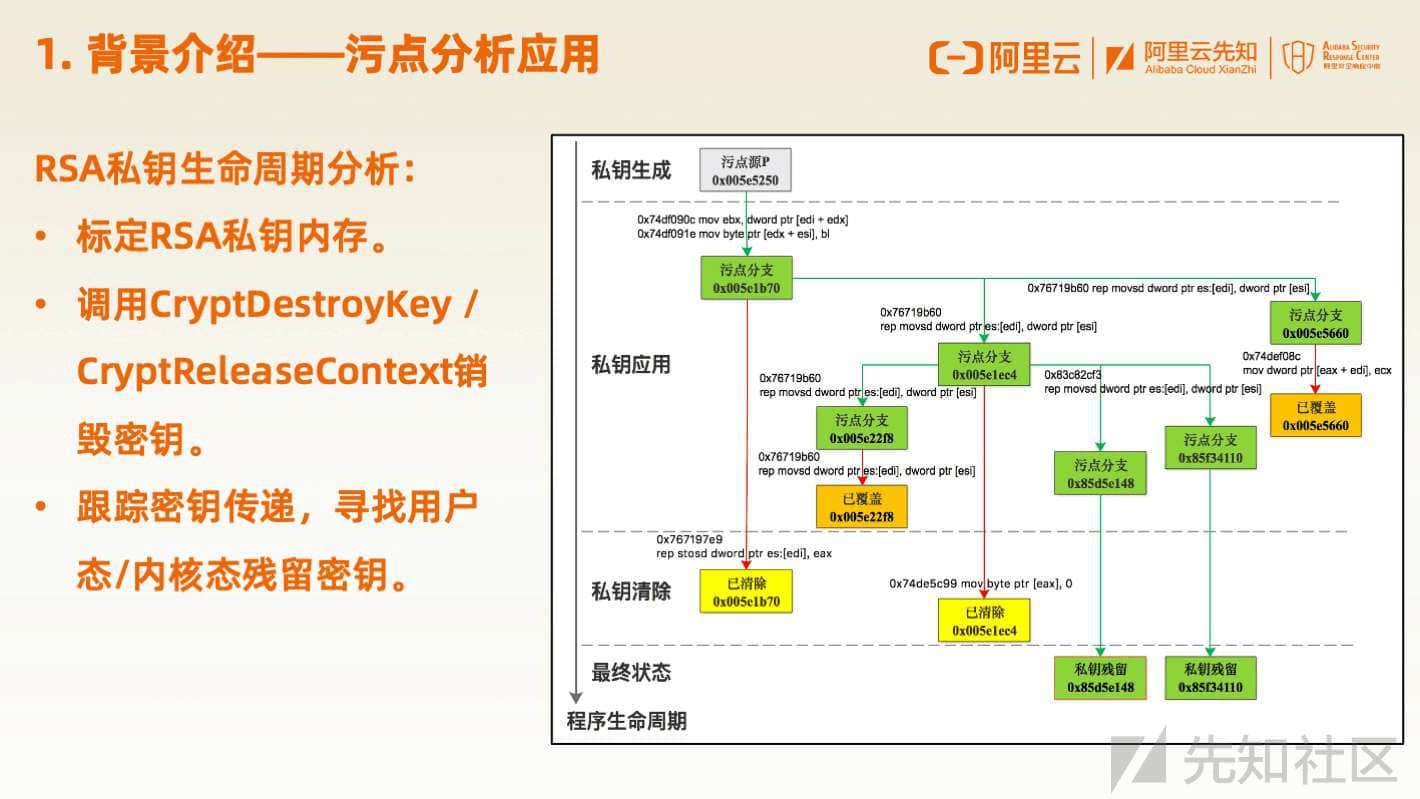 1. 背景介绍——污点分析应用
阿里云
阿里云先知
Alibaba Cloud XianZhi
ALIBABA SECURITY
RESPONSE CENTER
RSA私钥生命周期分析：
• 标定RSA私钥内存。
• 调用CryptDestroyKey /
CryptReleaseContext销
毁密钥。
• 跟踪密钥传递，寻找用户
态/内核态残留密钥。
私钥生成
污点源P
0x005e5250
0x74df090c mov ebx, dword ptr [edi + edx]
0x74df091e mov byte ptr [edx + esi], bl
污点分支
0x005e1b70
0x76719b60 rep movsd dword ptr es:[edi], dword ptr [esi]
污点分支
0x005e5660
0x76719b60
rep movsd dword ptr es:[edi], dword ptr [esi]
私钥应用
污点分支
0x005e1ec4
0x74def08c
mov dword ptr [eax + edi], ecx
0x76719b60
rep movsd dword ptr es:[edi], dword ptr [esi]
0x83c82cf3
rep movsd dword ptr es:[edi], dword ptr [esi]
已覆盖
0x005e5660
污点分支
0x005e22f8
污点分支
0x85f34110
0x76719b60
rep movsd dword ptr es:[edi], dword ptr [esi]
污点分支
0x85d5e148
已覆盖
0x005e22f8
0x767197e9
rep stosd dword ptr es:[edi], eax
私钥清除
已清除
0x005e1b70
0x74de5c99 mov byte ptr [eax], 0
已清除
0x005e1ec4
最终状态
私钥残留
0x85d5e148
私钥残留
0x85f34110
程序生命周期
先知社区